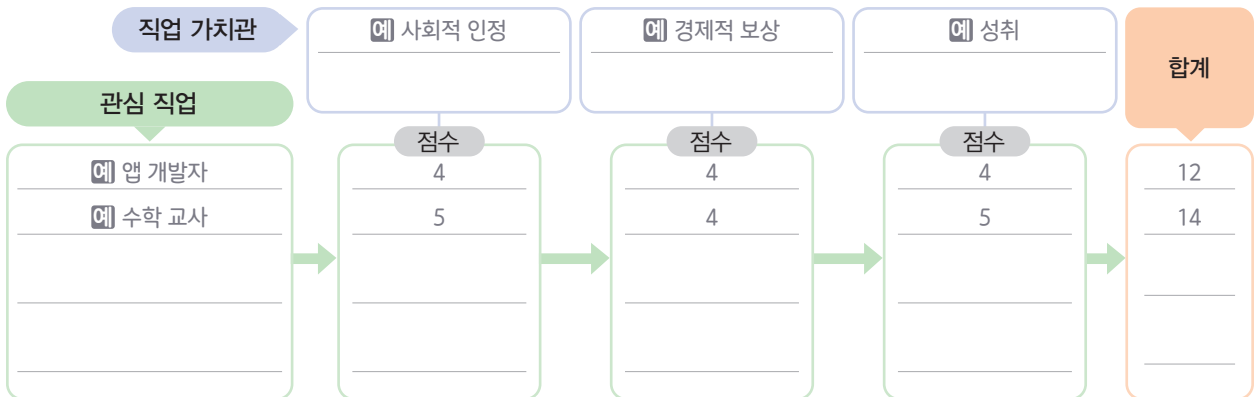 직업 가치관
예 사회적 인정
예 경제적 보상
예 성취
합계
관심 직업
점수
점수
점수
예 앱 개발자
4
4
4
12
예 수학 교사
5
4
5
14